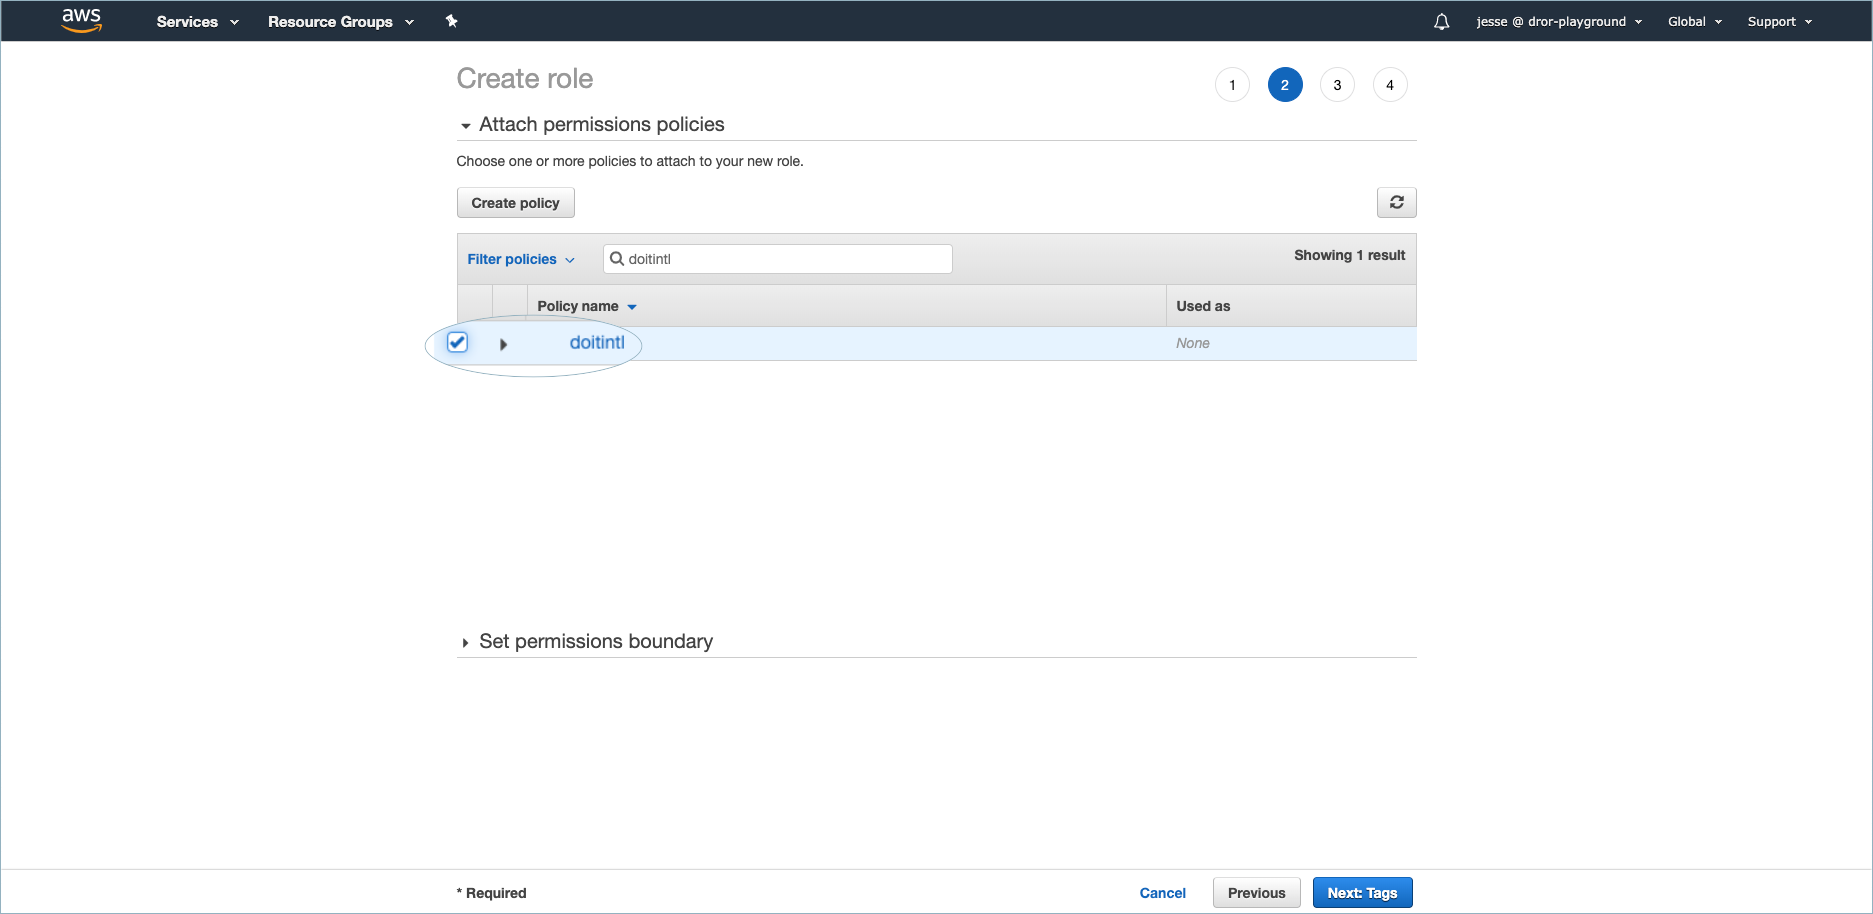 aws Services Resource Groups jesse @ dror-playground Global Support
Create role 1 2 3 4
Attach permissions policies
Choose one or more policies to attach to your new role.
Create policy
Filter policies doitintl Showing 1 result
Policy name Used as
doitintl None
Set permissions boundary
* Required Cancel Previous Next: Tags